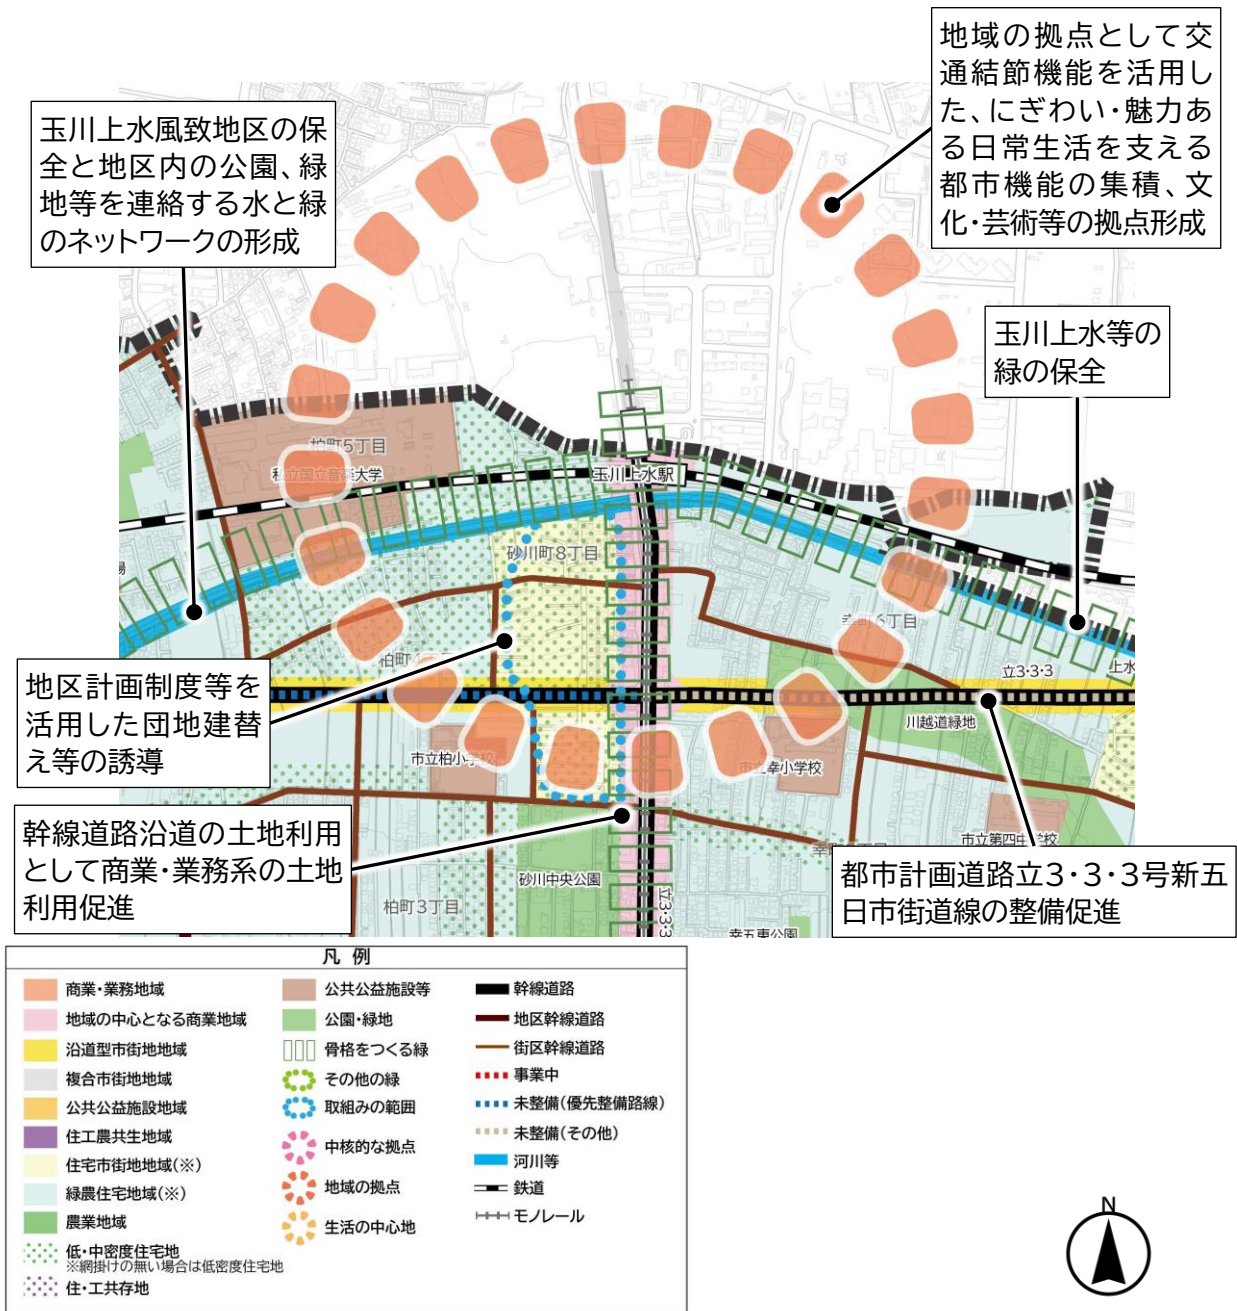 地域の拠点として交
通結節機能を活用し
た、にぎわい・魅力あ
る日常生活を支える
都市機能の集積、文
化・芸術等の拠点形成
玉川上水風致地区の保
全と地区内の公園、緑
地等を連絡する水と緑
のネットワークの形成
玉川上水等の
緑の保全
柏町5丁目
私立国立音楽大学
玉川上水駅
砂川町8丁目
場
幸町6丁目
柏町4丁目
立3・3・3
上水
地区計画制度等を
活用した団地建替
え等の誘導
川越道緑地
市立柏小学校
市立幸小学校
幹線道路沿道の土地利用
として商業・業務系の土地
利用促進
市立第四中学校
都市計画道路立3・3・3号新五
日市街道線の整備促進
砂川中央公園
柏町3丁目
立3・3・3
幸五東公園
凡 例
商業・業務地域
地域の中心となる商業地域
沿道型市街地地域
複合市街地地域
公共公益施設地域
住工農共生地域
住宅市街地地域(※)
緑農住宅地域(※)
農業地域
低・中密度住宅地
※網掛けの無い場合は低密度住宅地
住・工共存地
公共公益施設等
公園・緑地
骨格をつくる緑
その他の緑
取組みの範囲
中核的な拠点
地域の拠点
生活の中心地
幹線道路
地区幹線道路
街区幹線道路
事業中
未整備(優先整備路線)
未整備(その他)
河川等
鉄道
モノレール
N